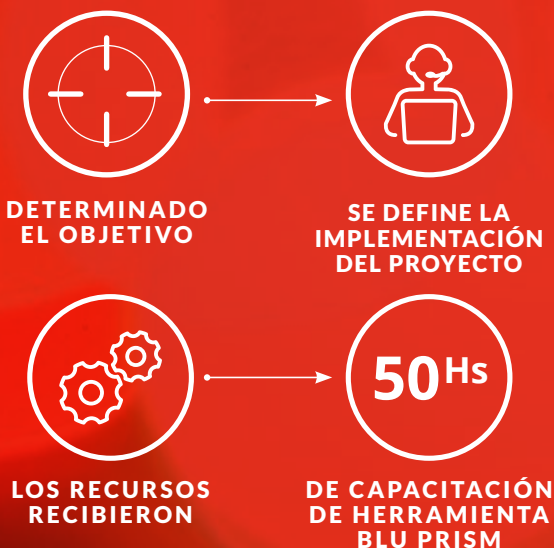 DETERMINADO
EL OBJETIVO
SE DEFINE LA
IMPLEMENTACIÓN
DEL PROYECTO
50Hs
LOS RECURSOS
RECIBIERON
DE CAPACITACIÓN
DE HERRAMIENTA
BLU PRISM